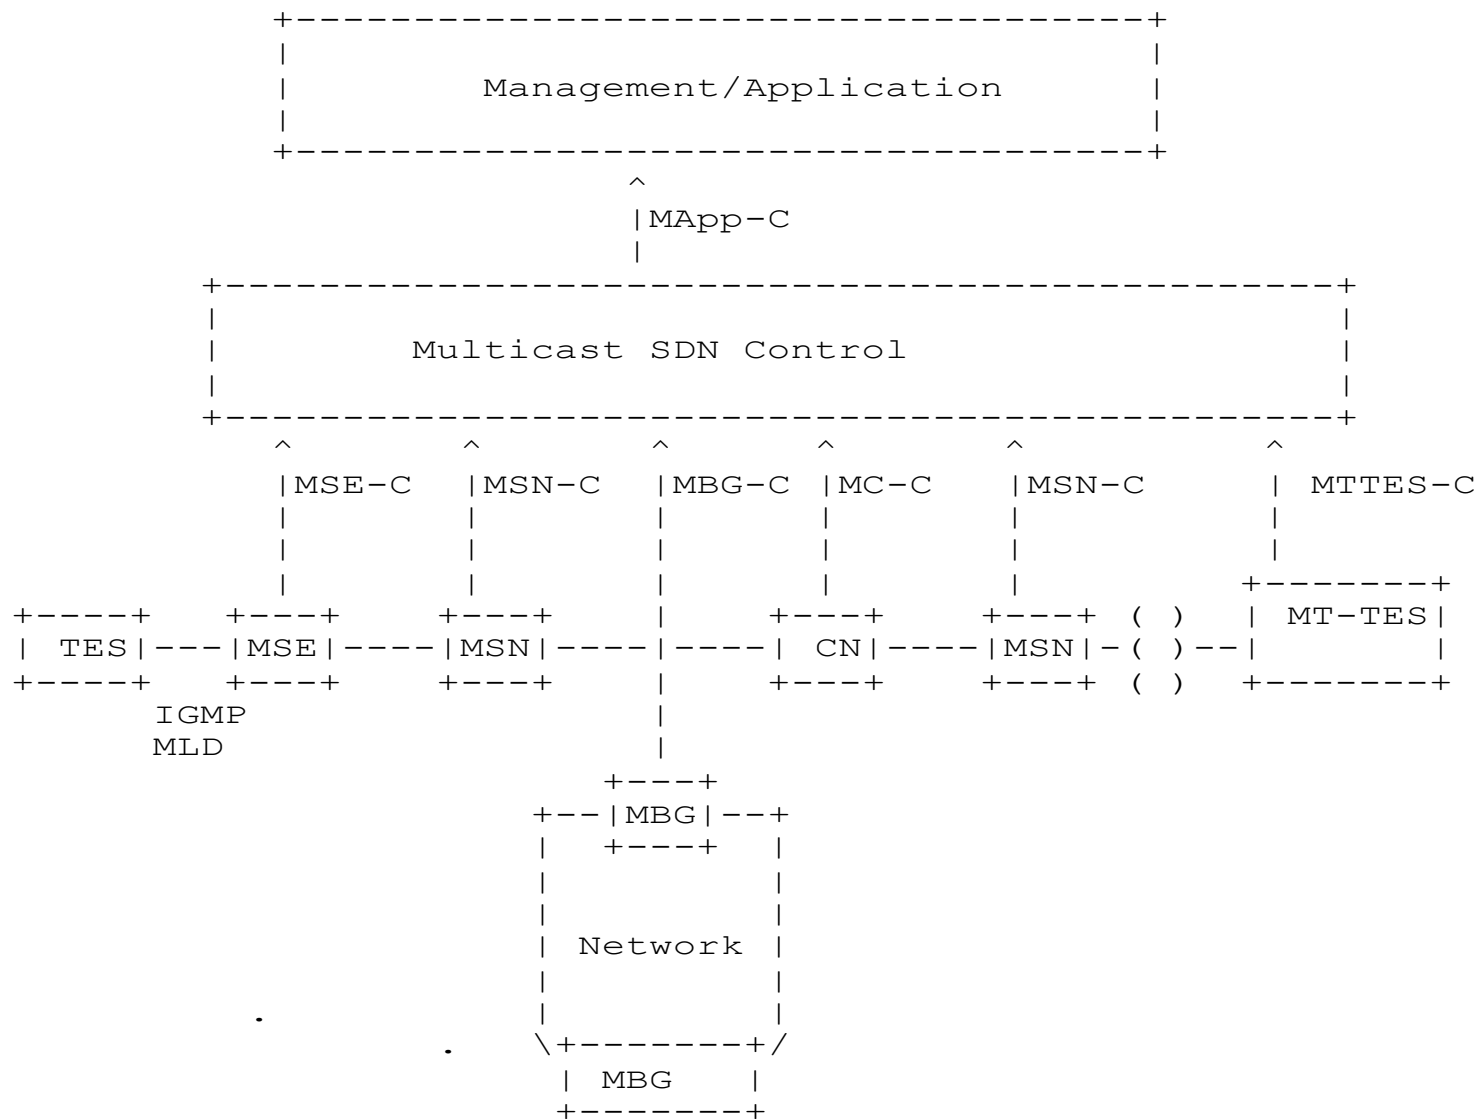 Management/Application
MApp-C
Multicast SDN Control
MSE-C MSN-C MBG-C MC-C MSN-C MTTES-C
TES MSE MSN CN MSN ( ) MT-TES
IGMP
MLD
MBG
Network
MBG